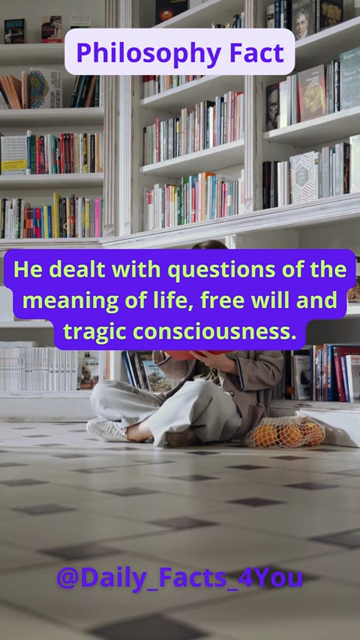 Philosophy Fact
He dealt with questions of the
meaning of life, free will and
tragic consciousness.
@Daily_Facts_4You